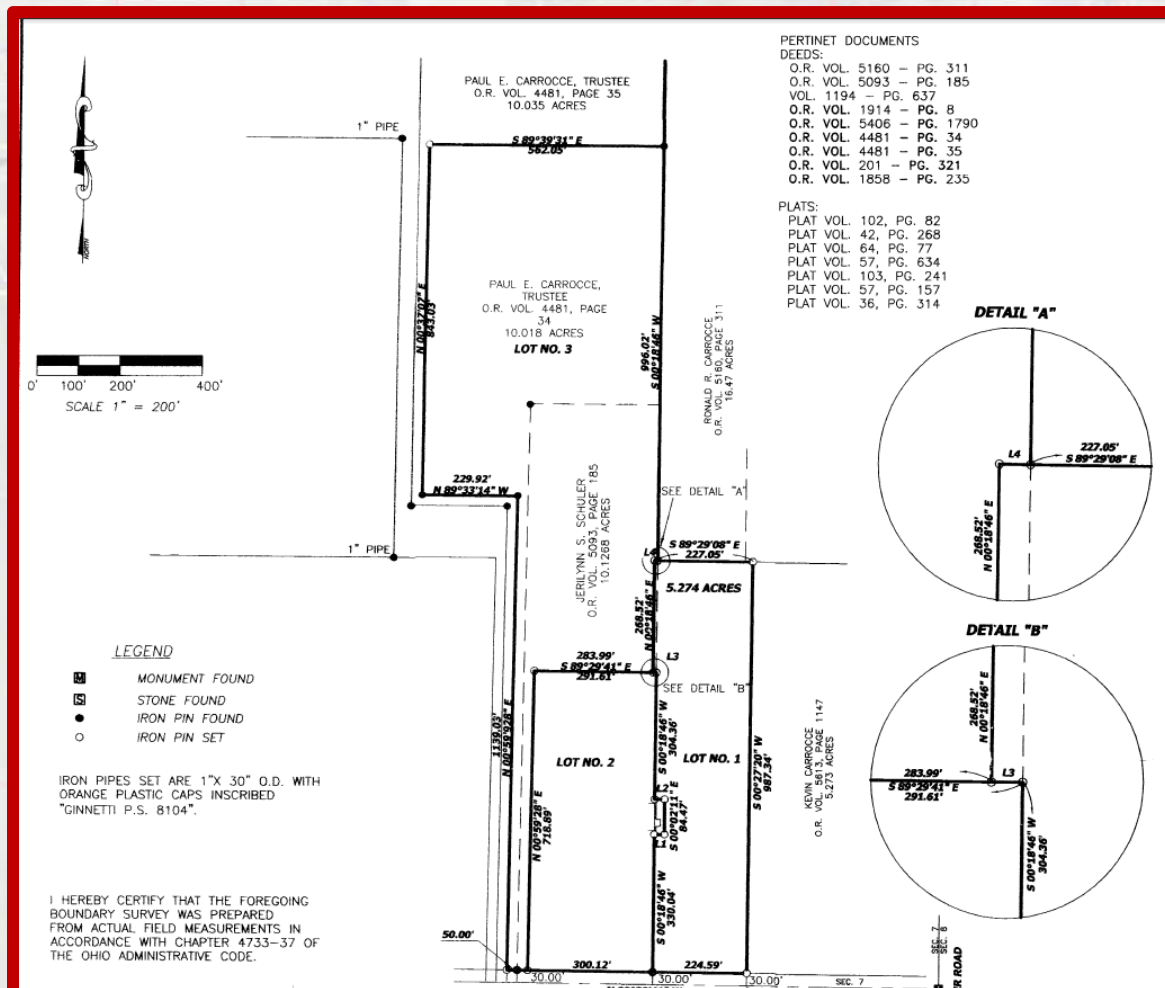 PERTINET DOCUMENTS
DEEDS:
O.R. VOL. 5160 – PG. 311
O.R. VOL. 5093 – PG. 185
VOL. 1194 – PG. 637
O.R. VOL. 1914 – PG. 8
O.R. VOL. 5406 – PG. 1790
O.R. VOL. 4481 – PG. 34
O.R. VOL. 4481 – PG. 35
O.R. VOL. 201 – PG. 321
O.R. VOL. 1858 – PG. 235
PLATS:
PLAT VOL. 102, PG. 82
PLAT VOL. 42, PG. 268
PLAT VOL. 64, PG. 77
PLAT VOL. 57, PG. 634
PLAT VOL. 103, PG. 241
PLAT VOL. 57, PG. 157
PLAT VOL. 36, PG. 314
PAUL E. CARROCCE, TRUSTEE
O.R. VOL. 4481, PAGE 35
10.035 ACRES
1" PIPE
S 89°39'31" E
562.05'
NORTH
0' 100' 200' 400'
SCALE 1" = 200'
N 00°37'07" E
843.03'
PAUL E. CARROCCE,
TRUSTEE
O.R. VOL. 4481, PAGE
34
10.018 ACRES
LOT NO. 3
996.02'
S 00°18'46" W
RONALD R. CARROCCE
O.R. VOL. 5160, PAGE 311
16.47 ACRES
229.92'
N 89°33'14" W
1" PIPE
JERILYNN S. SCHULER
O.R. VOL. 5093, PAGE 185
10.1268 ACRES
SEE DETAIL "A"
L4
S 89°29'08" E
227.05'
5.274 ACRES
268.52'
N 00°18'46" E
283.99'
S 89°29'41" E
291.61'
L3
SEE DETAIL "B"
1139.03'
N 00°59'928" E
LOT NO. 2
N 00°59'28" E
718.89'
S 00°18'46" W
304.36'
LOT NO. 1
L2
S 00°02'11" E
84.47'
L1
S 00°18'46" W
330.04'
S 00°27'20" W
987.34'
KEVIN CARROCCE
O.R. VOL. 5613, PAGE 1147
5.273 ACRES
50.00'
300.12'
224.59'
30.00'
30.00'
30.00'
SEC. 7
SEC. 7
SEC. 8
ER ROAD
DETAIL "A"
L4
227.05'
S 89°29'08" E
268.52'
N 00°18'46" E
DETAIL "B"
268.52'
N 00°18'46" E
283.99'
S 89°29'41" E
291.61'
L3
S 00°18'46" W
304.36'
LEGEND
M MONUMENT FOUND
S STONE FOUND
IRON PIN FOUND
IRON PIN SET
IRON PIPES SET ARE 1"X 30" O.D. WITH
ORANGE PLASTIC CAPS INSCRIBED
"GINNETTI P.S. 8104".
I HEREBY CERTIFY THAT THE FOREGOING
BOUNDARY SURVEY WAS PREPARED
FROM ACTUAL FIELD MEASUREMENTS IN
ACCORDANCE WITH CHAPTER 4733–37 OF
THE OHIO ADMINISTRATIVE CODE.